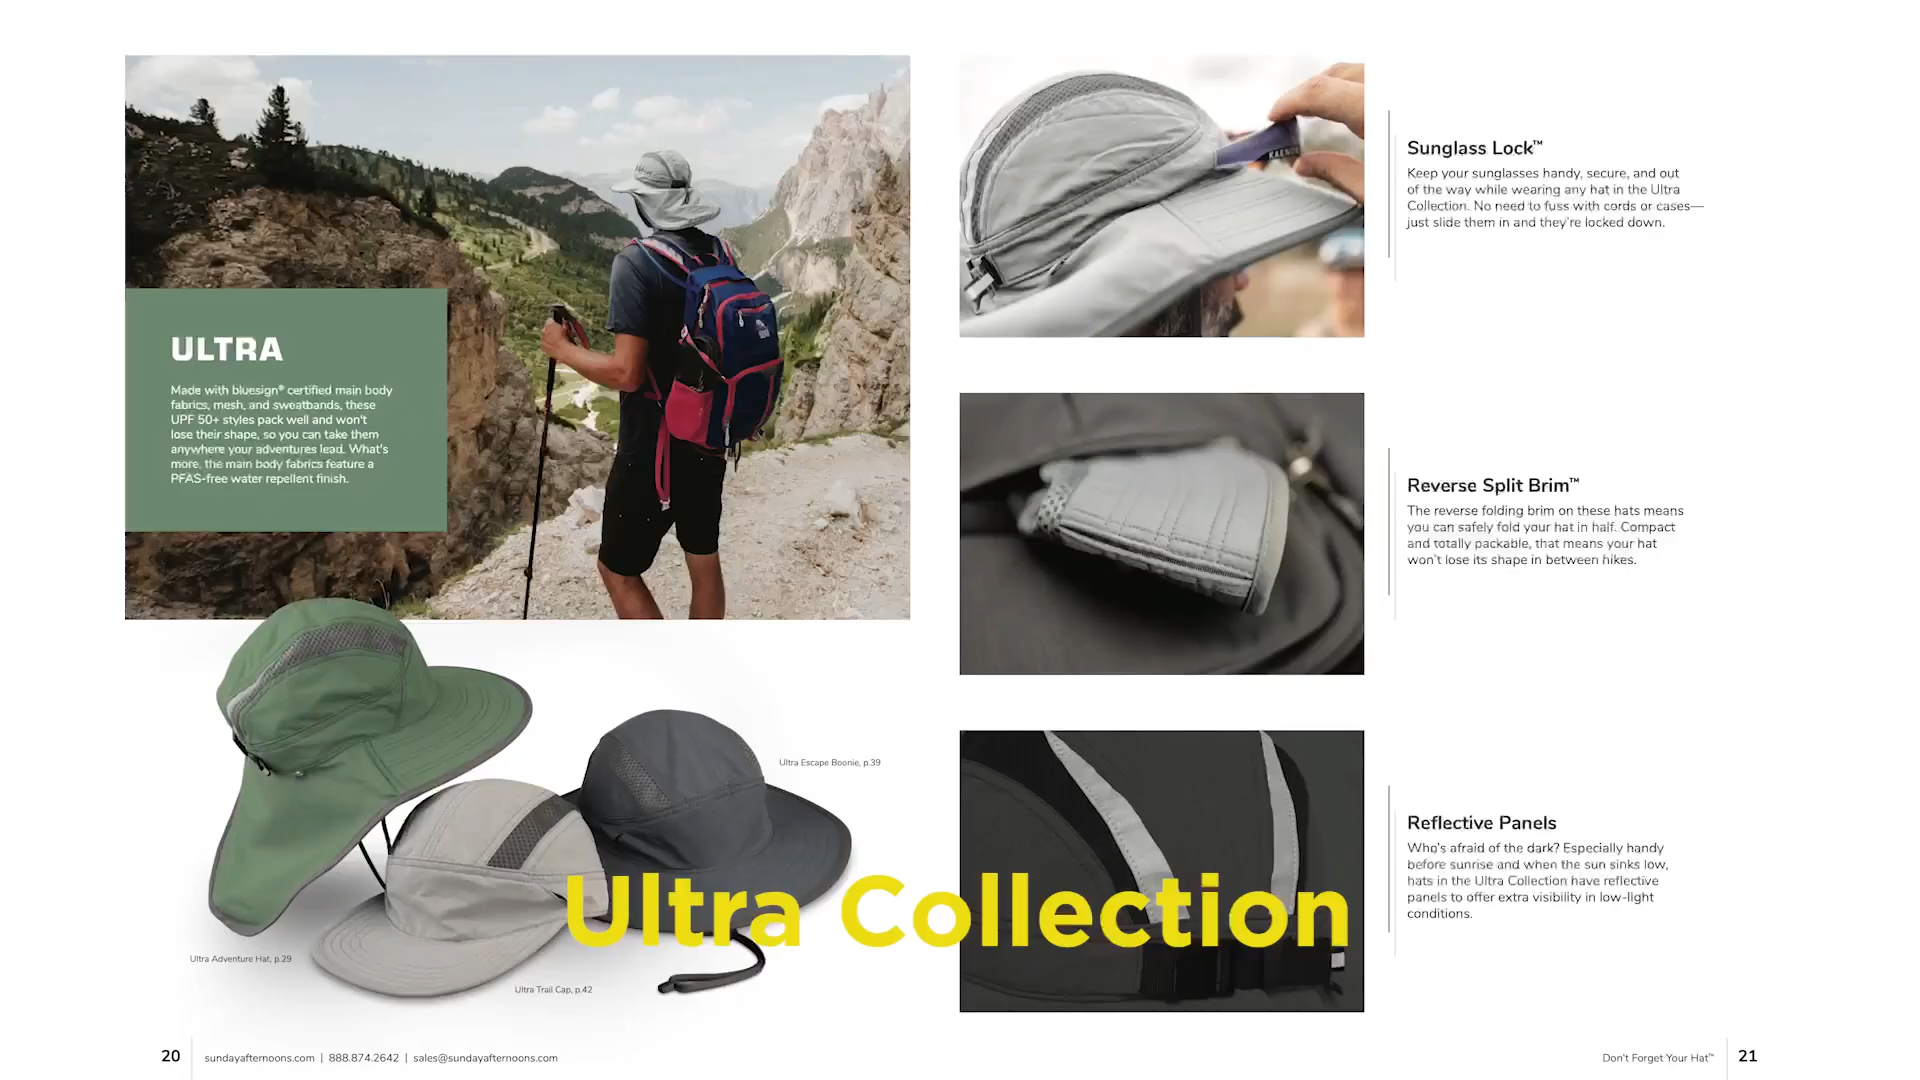 ULTRA
Made with bluesign® certified main body
fabrics, mesh, and sweatbands, these
UPF 50+ styles pack well and won't
lose their shape, so you can take them
anywhere your adventures lead. What's
more, the main body fabrics feature a
PFAS-free water repellent finish.
Ultra Escape Boonie, p.39
Ultra Adventure Hat, p.29
Ultra Trail Cap, p.42
Sunglass Lock™
Keep your sunglasses handy, secure, and out
of the way while wearing any hat in the Ultra
Collection. No need to fuss with cords or cases—
just slide them in and they're locked down.
Reverse Split Brim™
The reverse folding brim on these hats means
you can safely fold your hat in half. Compact
and totally packable, that means your hat
won't lose its shape in between hikes.
Reflective Panels
Who's afraid of the dark? Especially handy
before sunrise and when the sun sinks low,
hats in the Ultra Collection have reflective
panels to offer extra visibility in low-light
conditions.
Ultra Collection
20
sundayafternoons.com | 888.874.2642 | sales@sundayafternoons.com
Don't Forget Your Hat™
21